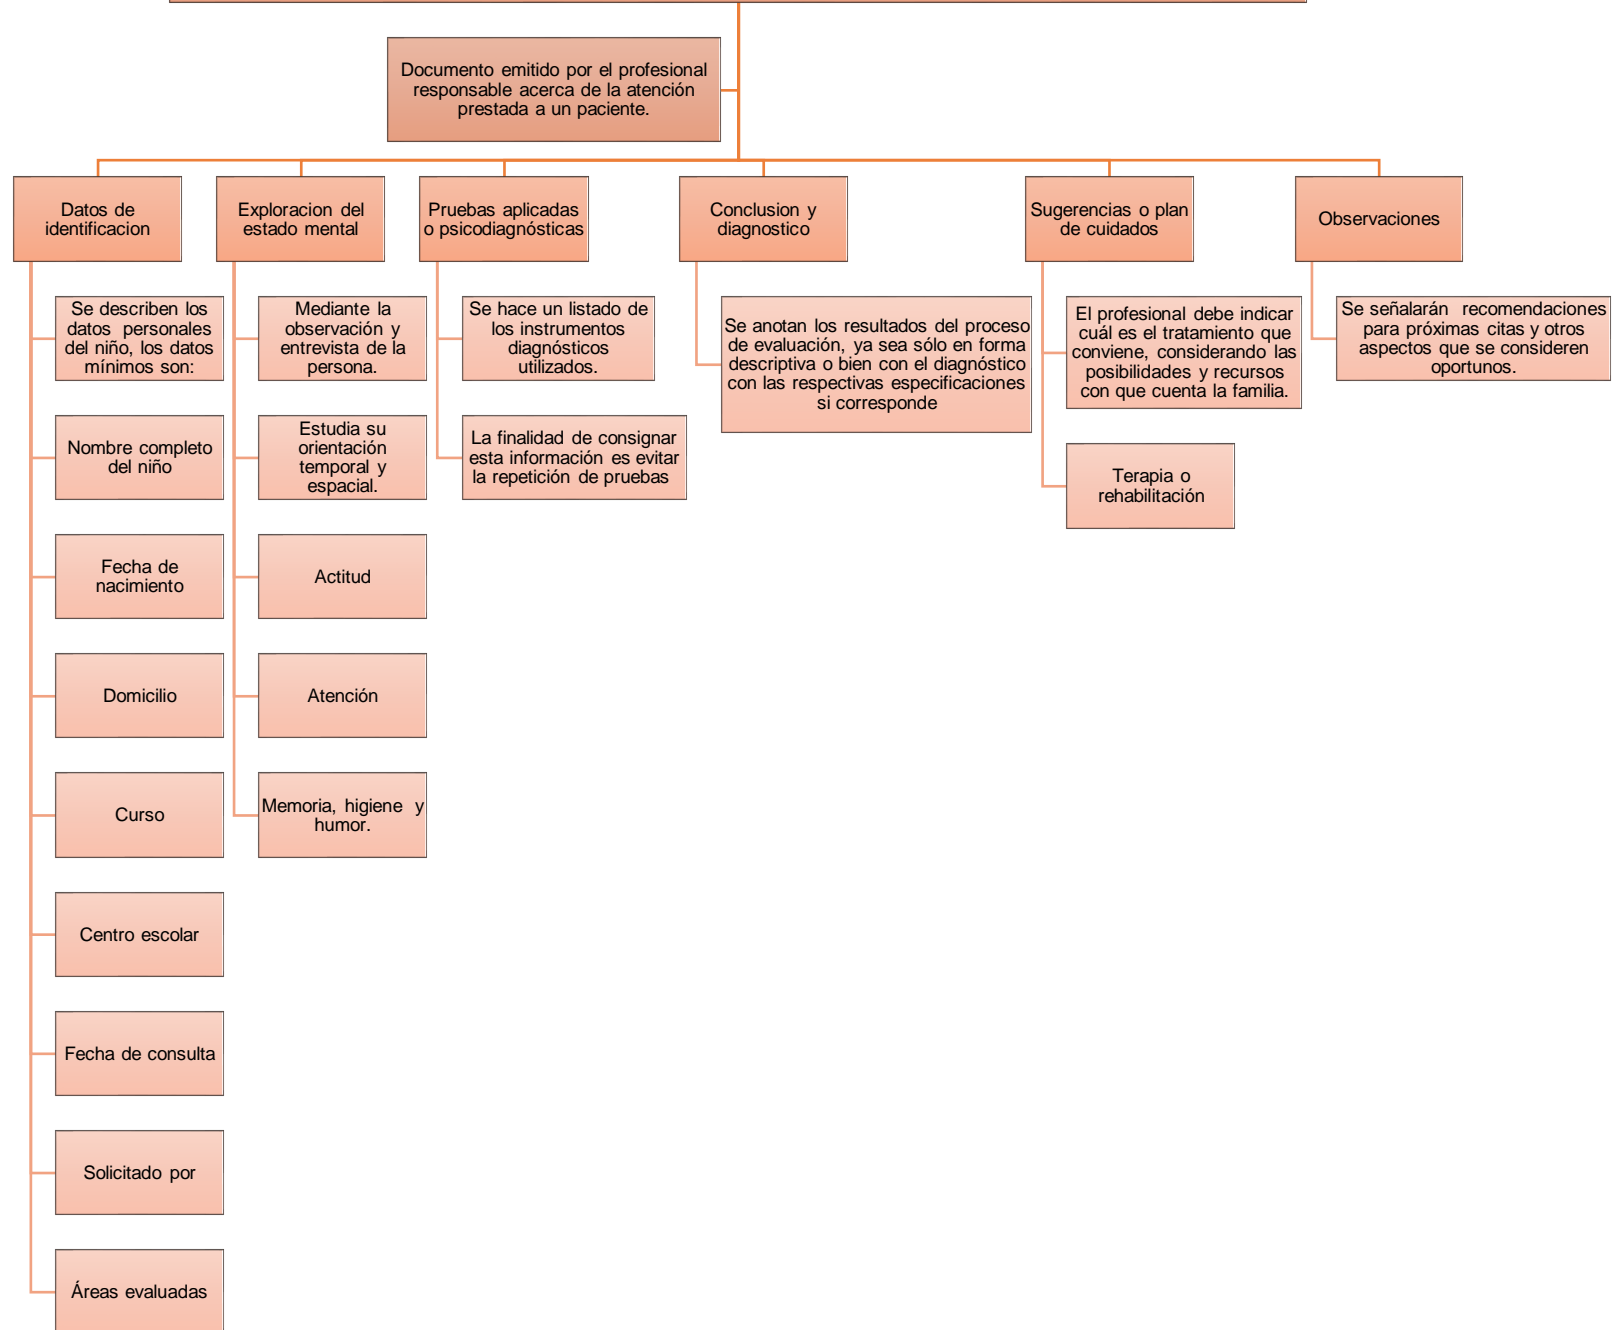 Documento emitido por el profesional
responsable acerca de la atención
prestada a un paciente.
Datos de
identificacion
Se describen los
datos personales
del niño, los datos
mínimos son:
Nombre completo
del niño
Fecha de
nacimiento
Domicilio
Curso
Centro escolar
Fecha de consulta
Solicitado por
Áreas evaluadas
Exploracion del
estado mental
Mediante la
observación y
entrevista de la
persona.
Estudia su
orientación
temporal y
espacial.
Actitud
Atención
Memoria, higiene y
humor.
Pruebas aplicadas
o psicodiagnósticas
Se hace un listado de
los instrumentos
diagnósticos
utilizados.
La finalidad de consignar
esta información es evitar
la repetición de pruebas
Conclusion y
diagnostico
Se anotan los resultados del proceso
de evaluación, ya sea sólo en forma
descriptiva o bien con el diagnóstico
con las respectivas especificaciones
si corresponde
Sugerencias o plan
de cuidados
El profesional debe indicar
cuál es el tratamiento que
conviene, considerando las
posibilidades y recursos
con que cuenta la familia.
Terapia o
rehabilitación
Observaciones
Se señalarán recomendaciones
para próximas citas y otros
aspectos que se consideren
oportunos.